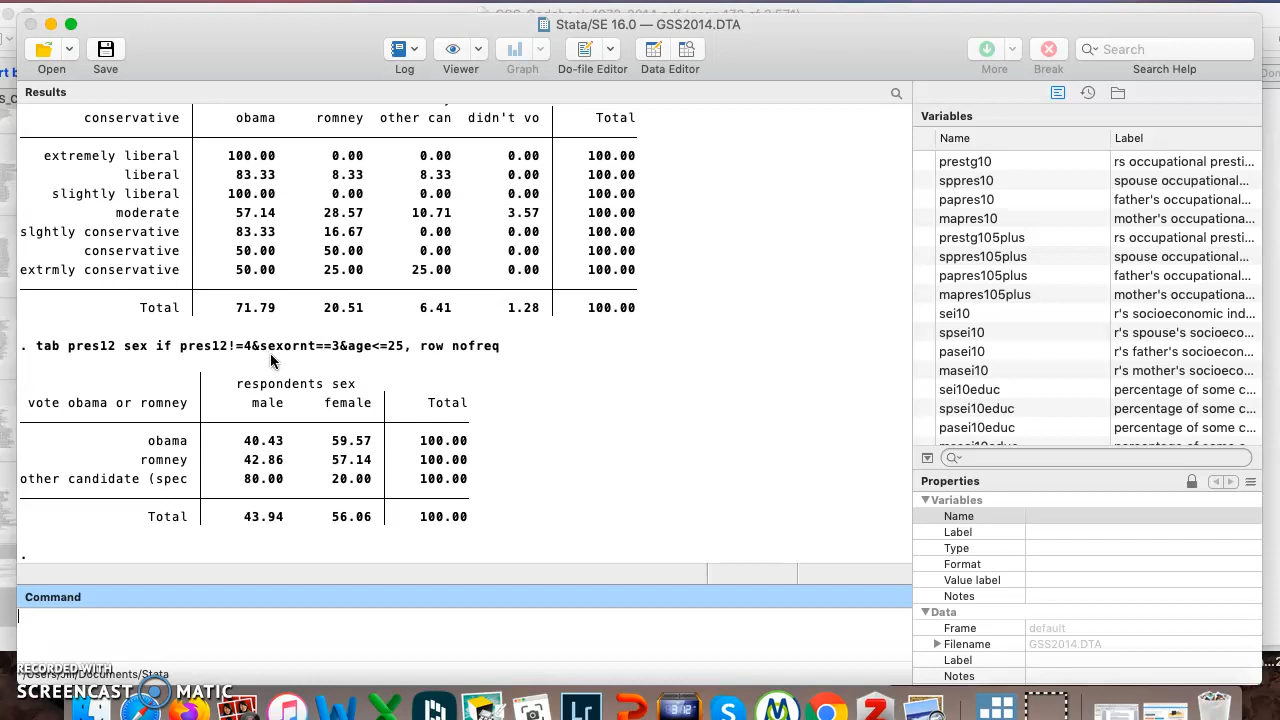 Stata/SE 16.0 — GSS2014.DTA
Open Save Log Viewer Graph Do-file Editor Data Editor More Break Search Search Help
Results
conservative obama romney other can didn't vo Total
extremely liberal 100.00 0.00 0.00 0.00 100.00
liberal 83.33 8.33 8.33 0.00 100.00
slightly liberal 100.00 0.00 0.00 0.00 100.00
moderate 57.14 28.57 10.71 3.57 100.00
slghtly conservative 83.33 16.67 0.00 0.00 100.00
conservative 50.00 50.00 0.00 0.00 100.00
extrmly conservative 50.00 25.00 25.00 0.00 100.00
Total 71.79 20.51 6.41 1.28 100.00
. tab pres12 sex if pres12!=4&sexornt==3&age<=25, row nofreq
respondents sex
vote obama or romney male female Total
obama 40.43 59.57 100.00
romney 42.86 57.14 100.00
other candidate (spec 80.00 20.00 100.00
Total 43.94 56.06 100.00
.
Command
/Users/Jill/Documents/Stata
RECORDED WITH
SCREENCAST MATIC
Variables
Name Label
prestg10 rs occupational presti...
sppres10 spouse occupational...
papres10 father's occupationa...
mapres10 mother's occupationa...
prestg105plus rs occupational presti...
sppres105plus spouse occupational...
papres105plus father's occupationa...
mapres105plus mother's occupationa...
sei10 r's socioeconomic ind...
spsei10 r's spouse's socioeco...
pasei10 r's father's socioeco...
masei10 r's mother's socioeco...
sei10educ percentage of some c...
spsei10educ percentage of some c...
pasei10educ percentage of some c...
Properties
Variables
Name
Label
Type
Format
Value label
Notes
Data
Frame default
Filename GSS2014.DTA
Label
Notes